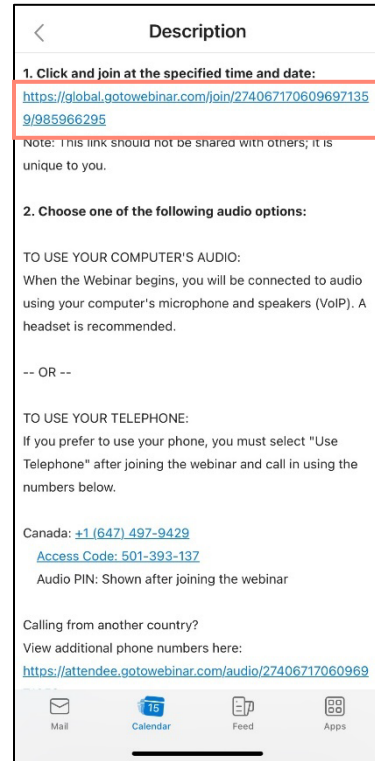 Description
1. Click and join at the specified time and date:
https://global.gotowebinar.com/join/274067170609697135
9/985966295
Note: This link should not be shared with others; it is
unique to you.
2. Choose one of the following audio options:
TO USE YOUR COMPUTER'S AUDIO:
When the Webinar begins, you will be connected to audio
using your computer's microphone and speakers (VoIP). A
headset is recommended.
-- OR --
TO USE YOUR TELEPHONE:
If you prefer to use your phone, you must select "Use
Telephone" after joining the webinar and call in using the
numbers below.
Canada: +1 (647) 497-9429
Access Code: 501-393-137
Audio PIN: Shown after joining the webinar
Calling from another country?
View additional phone numbers here:
https://attendee.gotowebinar.com/audio/27406717060969
15
Mail Calendar Feed Apps